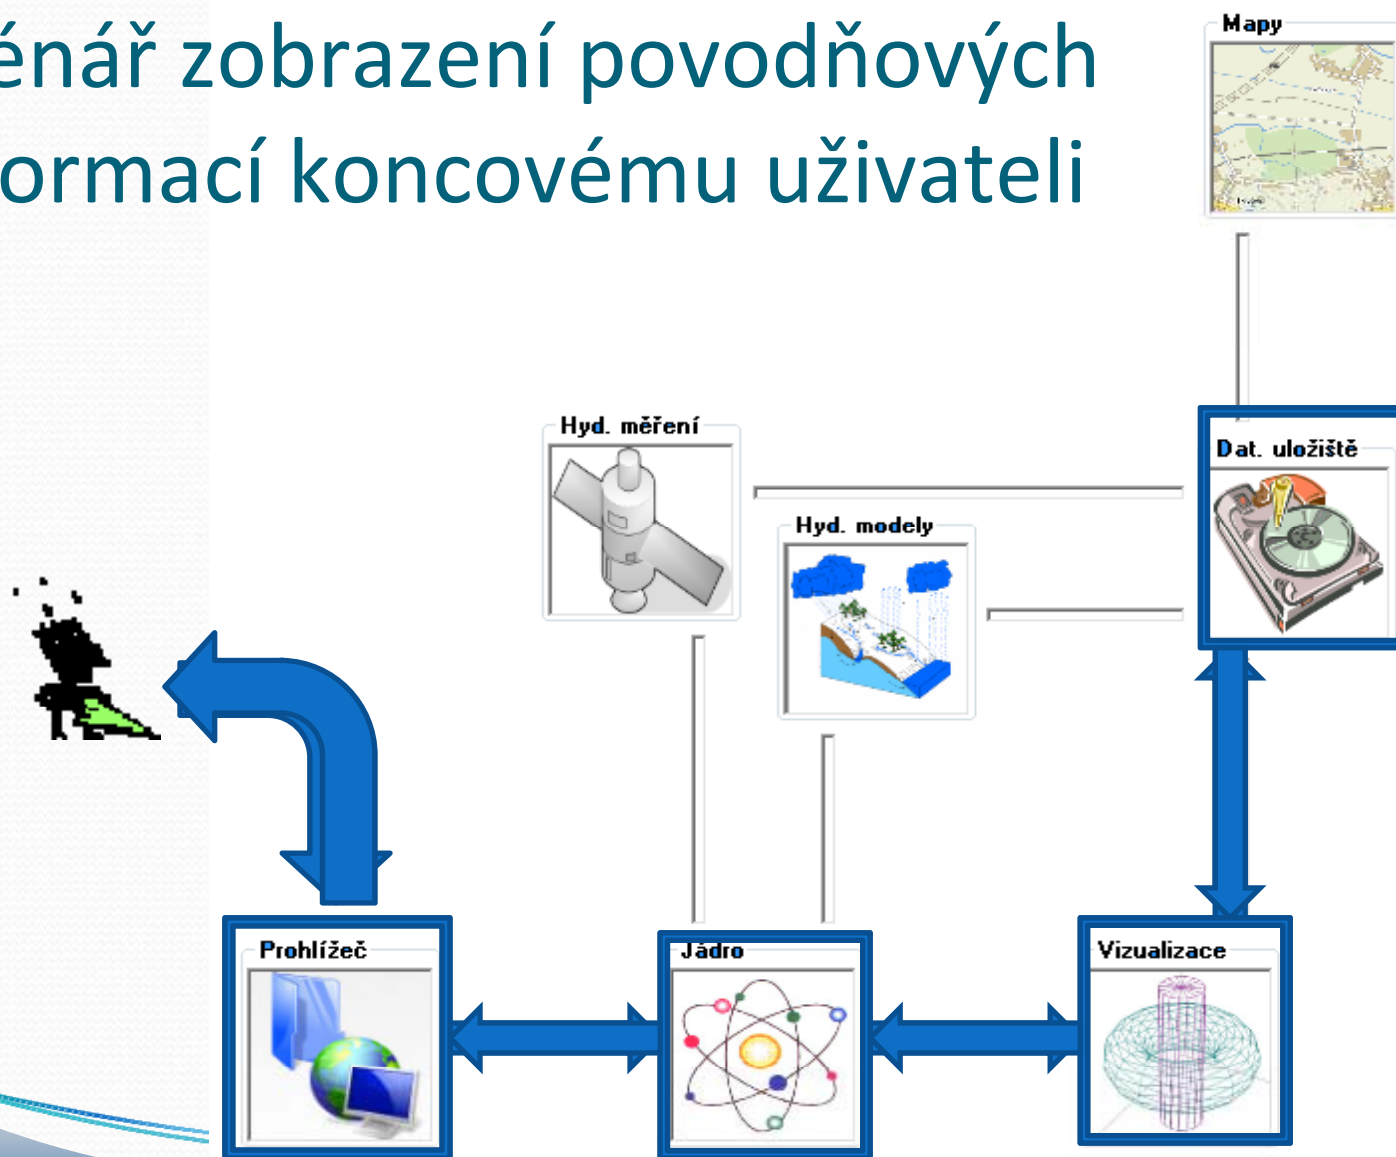 énář zobrazení povodňových
ormací koncovému uživateli
Mapy
Hyd. měření
Dat. uložiště
Hyd. modely
Prohlížeč
Jádro
Vizualizace